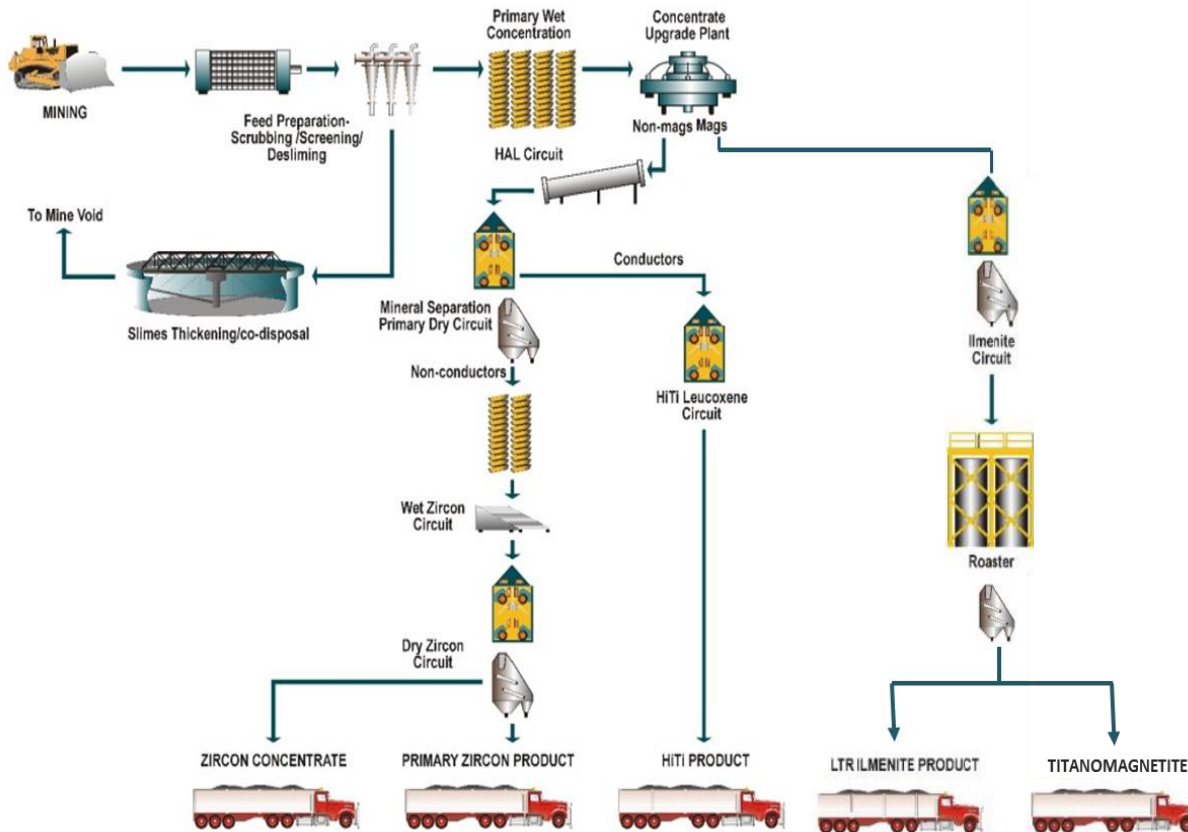 Primary Wet
Concentration
Concentrate
Upgrade Plant
MINING
Feed Preparation-
Scrubbing /Screening/
Desliming
Non-mags Mags
HAL Circuit
To Mine Void
Slimes Thickening/co-disposal
Conductors
Mineral Separation
Primary Dry Circuit
Ilmenite
Circuit
Non-conductors
HiTi Leucoxene
Circuit
Wet Zircon
Circuit
Roaster
Dry Zircon
Circuit
ZIRCON CONCENTRATE
PRIMARY ZIRCON PRODUCT
HiTi PRODUCT
LTR ILMENITE PRODUCT
TITANOMAGNETITE